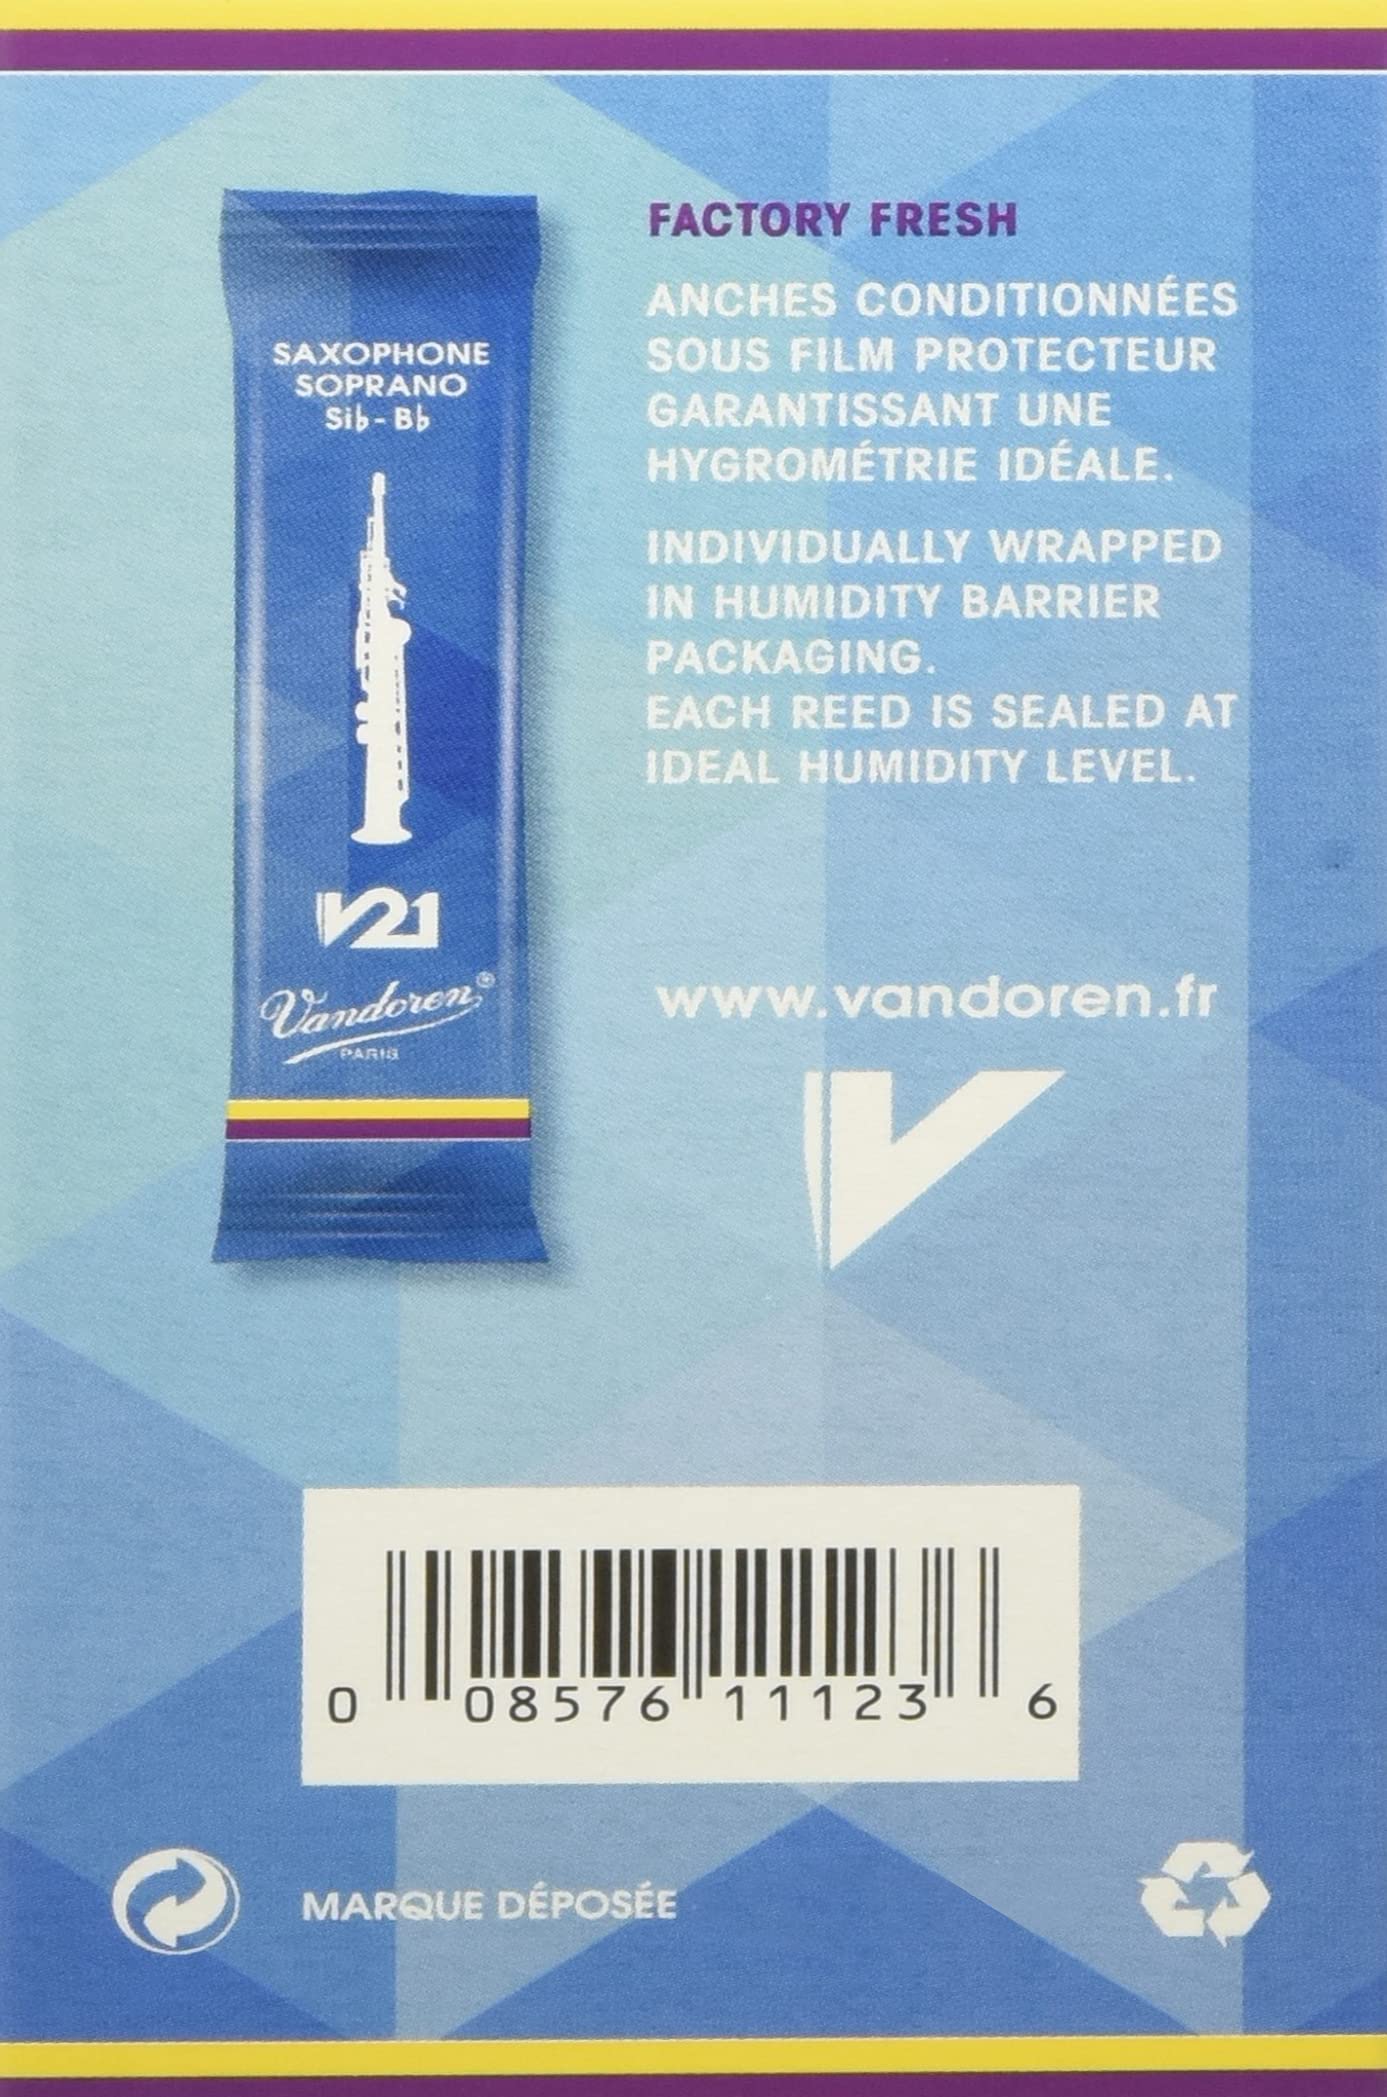 SAXOPHONE
SOPRANO
Si♭ - B♭
V21
Vandoren®
PARIS
FACTORY FRESH
ANCHES CONDITIONNÉES
SOUS FILM PROTECTEUR
GARANTISSANT UNE
HYGROMÉTRIE IDÉALE.
INDIVIDUALLY WRAPPED
IN HUMIDITY BARRIER
PACKAGING.
EACH REED IS SEALED AT
IDEAL HUMIDITY LEVEL.
www.vandoren.fr
V
0 08576 11123 6
MARQUE DÉPOSÉE